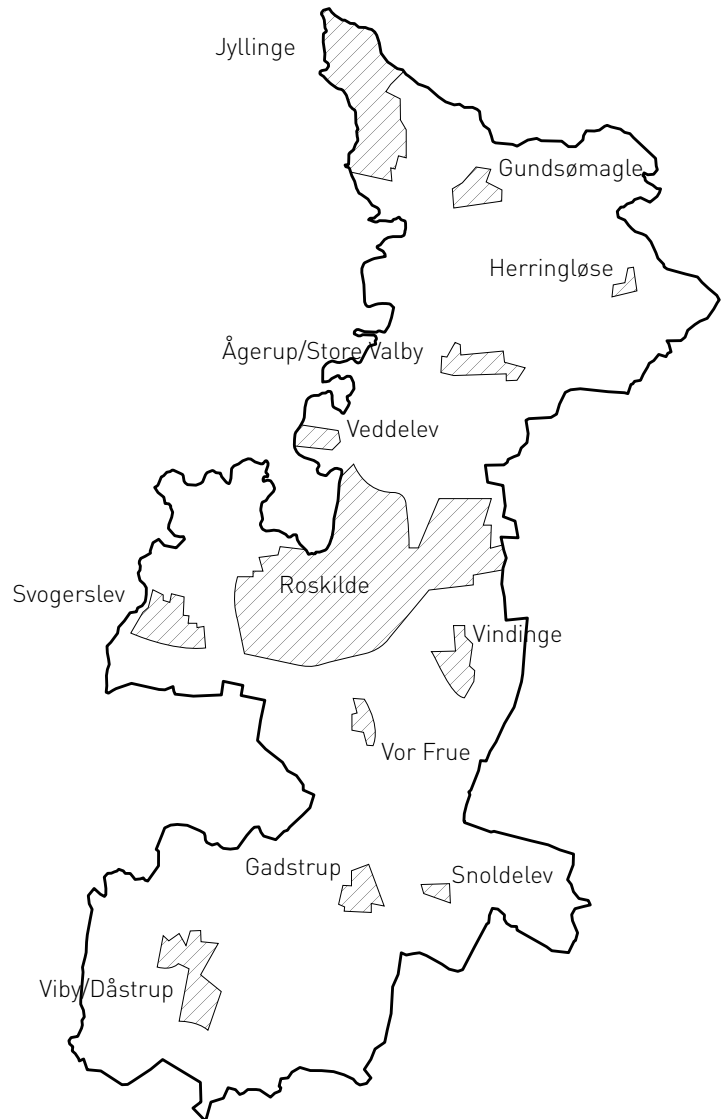 Jyllinge
Gundsømagle
Herringløse
Ågerup/Store Valby
Veddelev
Roskilde
Svogerslev
Vindinge
Vor Frue
Gadstrup
Snoldelev
Viby/Dåstrup